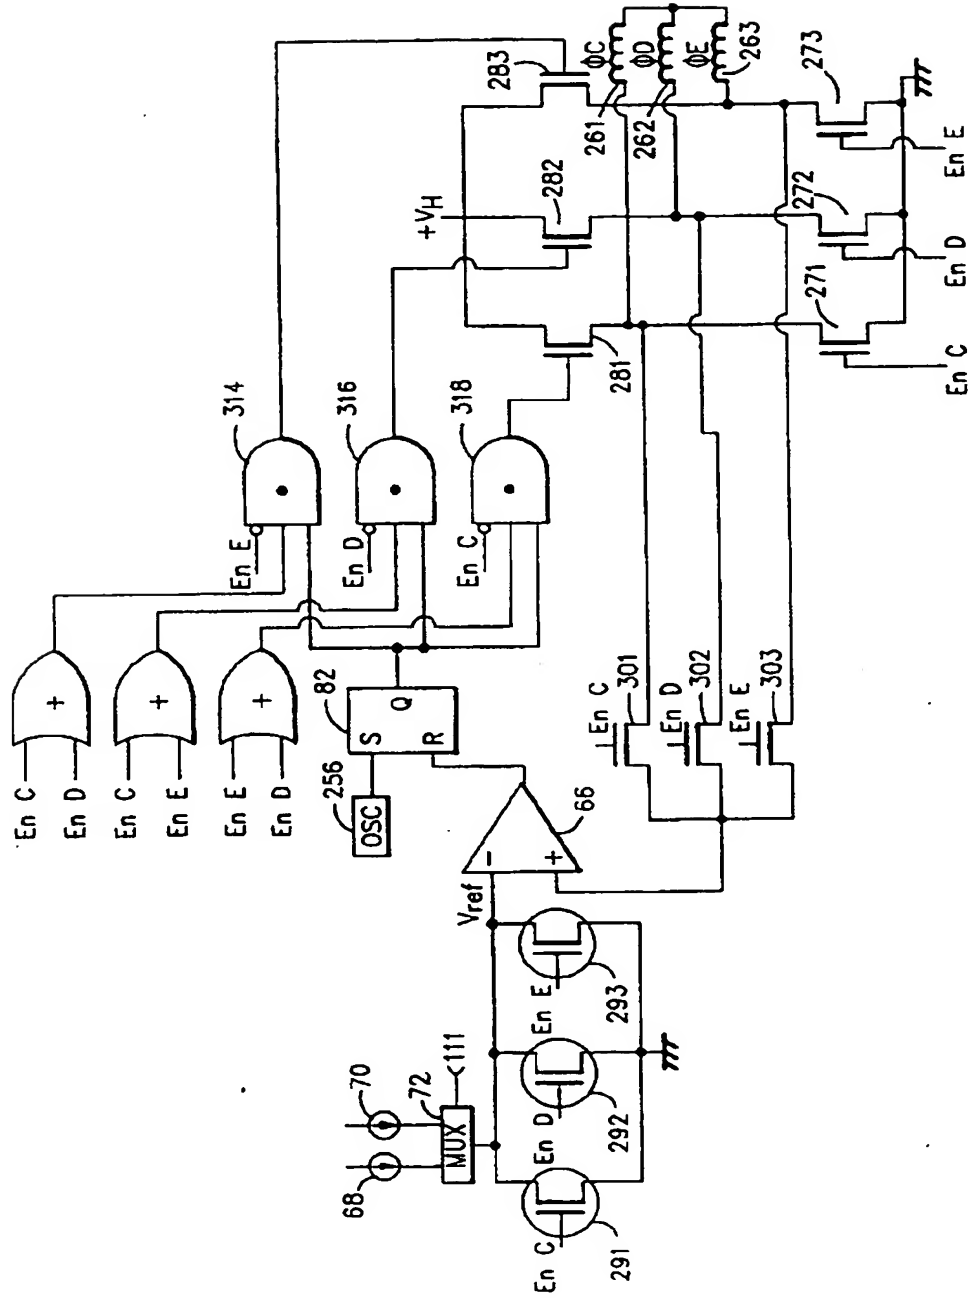 En C
En D
En C
En E
En E
En D
+
+
+
En E
314
En D
316
En C
318
256
OSC
82
S
R
Q
68
70
72
MUX
111
Vref
-
+
66
En C
291
En D
292
En E
293
En C
301
En D
302
En E
303
+VH
281
282
283
ΦC
ΦD
ΦE
261
262
263
271
272
273
En C
En D
En E